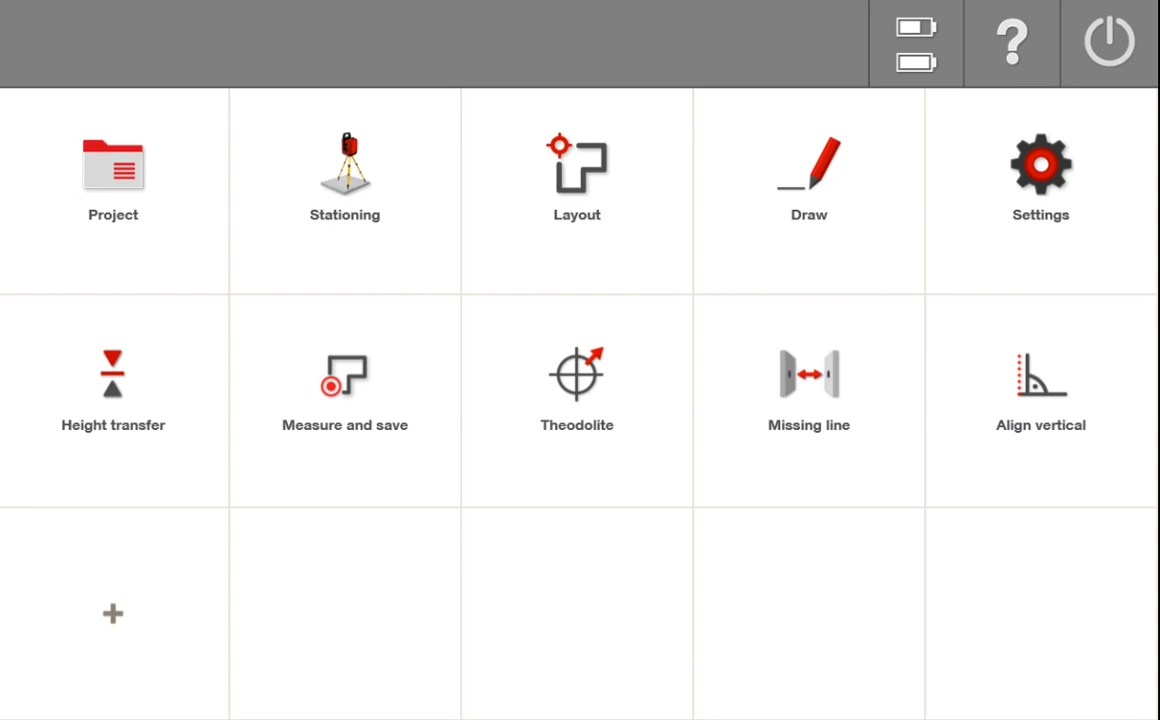 ?
Project
Stationing
Layout
Draw
Settings
Height transfer
Measure and save
Theodolite
Missing line
Align vertical
+